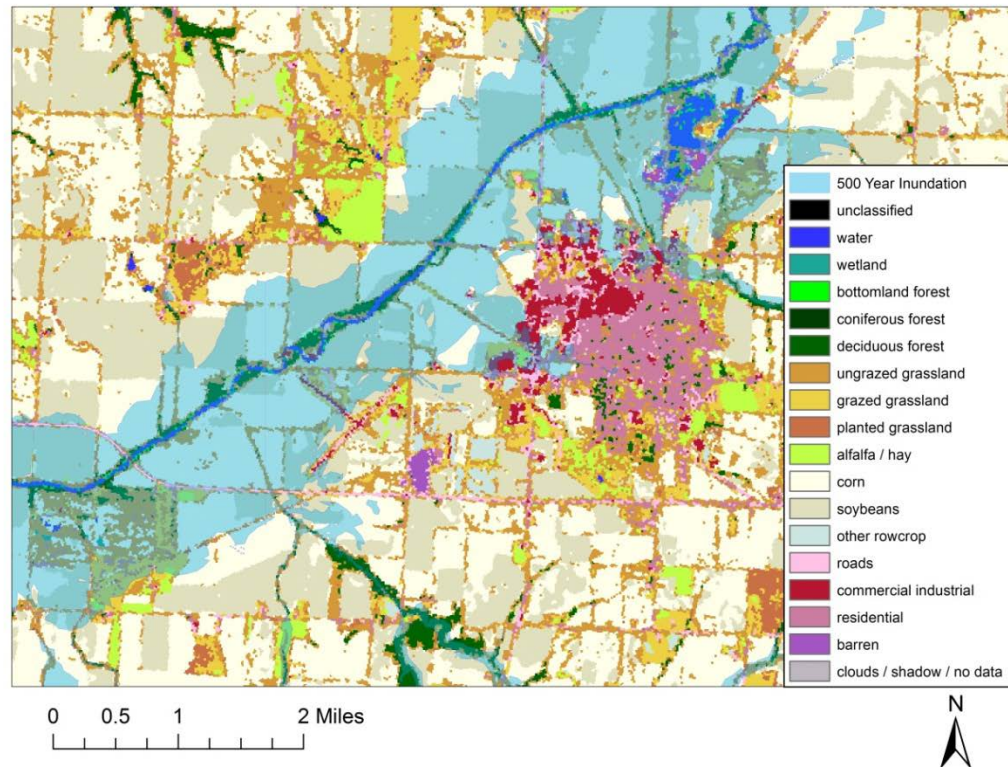 500 Year Inundation
unclassified
water
wetland
bottomland forest
coniferous forest
deciduous forest
ungrazed grassland
grazed grassland
planted grassland
alfalfa / hay
corn
soybeans
other rowcrop
roads
commercial industrial
residential
barren
clouds / shadow / no data
0 0.5 1 2 Miles
N